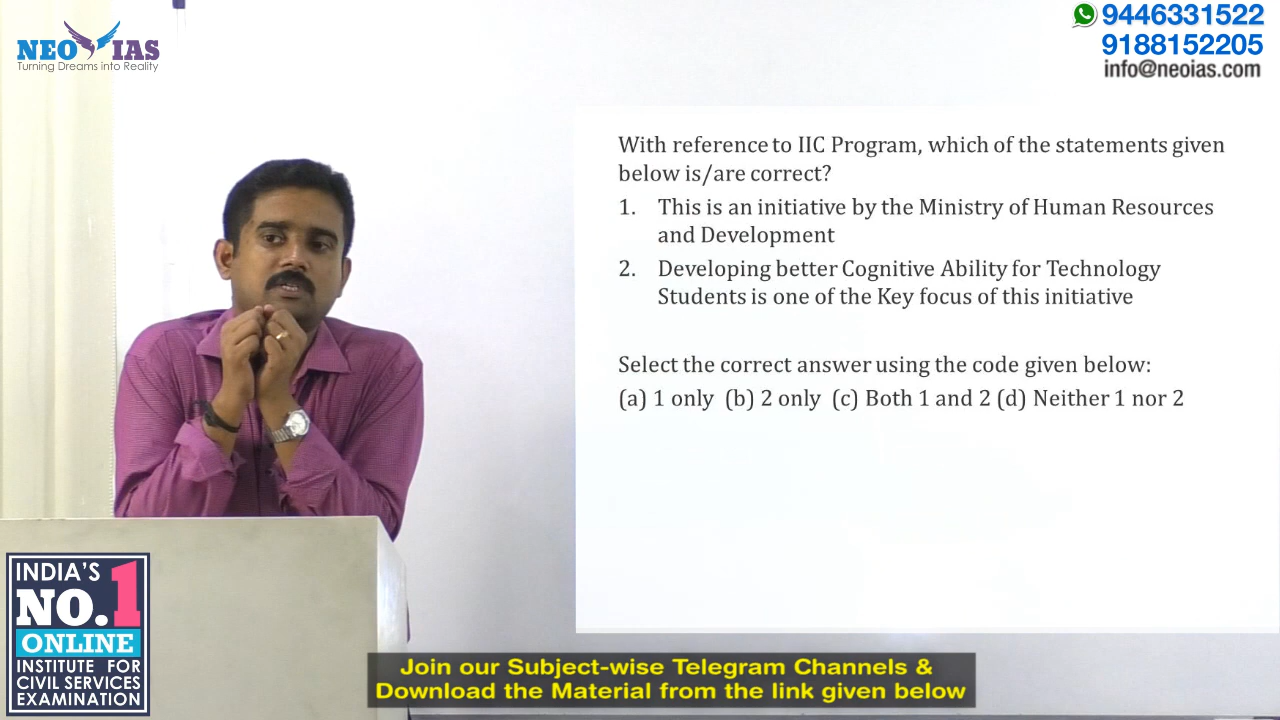 NEO IAS
Turning Dreams into Reality
9446331522
9188152205
info@neoias.com
With reference to IIC Program, which of the statements given
below is/are correct?
1. This is an initiative by the Ministry of Human Resources
and Development
2. Developing better Cognitive Ability for Technology
Students is one of the Key focus of this initiative
Select the correct answer using the code given below:
(a) 1 only (b) 2 only (c) Both 1 and 2 (d) Neither 1 nor 2
INDIA'S
NO.1
ONLINE
INSTITUTE FOR
CIVIL SERVICES
EXAMINATION
Join our Subject-wise Telegram Channels &
Download the Material from the link given below